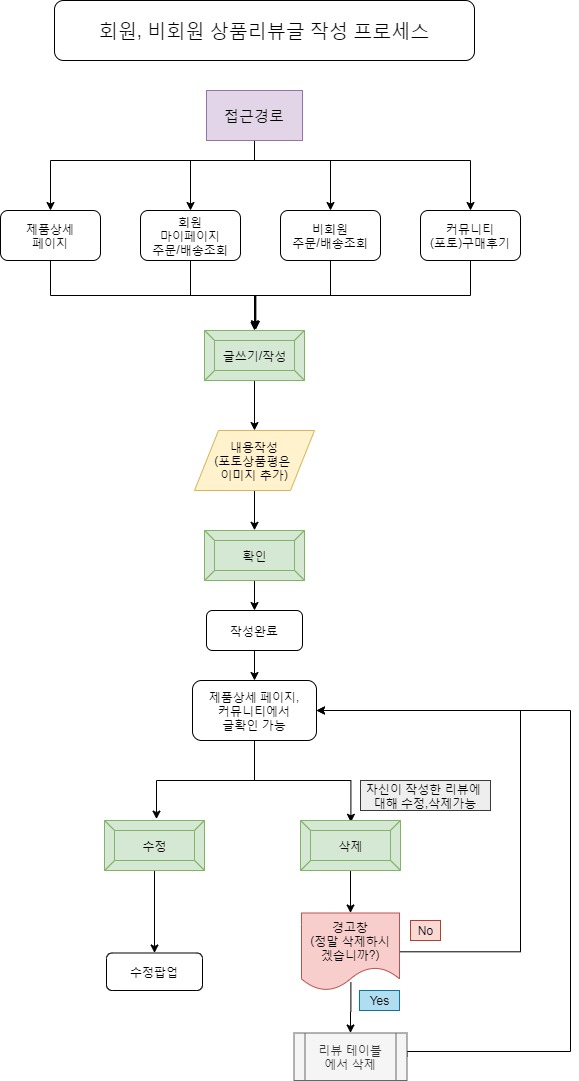 회원, 비회원 상품리뷰글 작성 프로세스
접근경로
제품상세
페이지
회원
마이페이지
주문/배송조회
비회원
주문/배송조회
커뮤니티
(포토)구매후기
글쓰기/작성
내용작성
(포토상품평은
이미지 추가)
확인
작성완료
제품상세 페이지,
커뮤니티에서
글확인 가능
자신이 작성한 리뷰에
대해 수정,삭제가능
수정
삭제
경고창
(정말 삭제하시
겠습니까?)
No
수정팝업
Yes
리뷰 테이블
에서 삭제